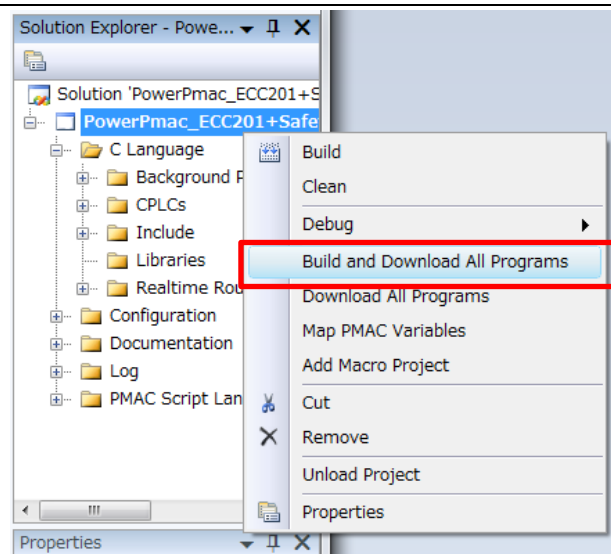 Solution Explorer - Powe...
Solution 'PowerPmac_ECC201+S
PowerPmac_ECC201+Safe
C Language
Background P
CPLCs
Include
Libraries
Realtime Rou
Configuration
Documentation
Log
PMAC Script Lan
Build
Clean
Debug
Build and Download All Programs
Download All Programs
Map PMAC Variables
Add Macro Project
Cut
Remove
Unload Project
Properties
Properties